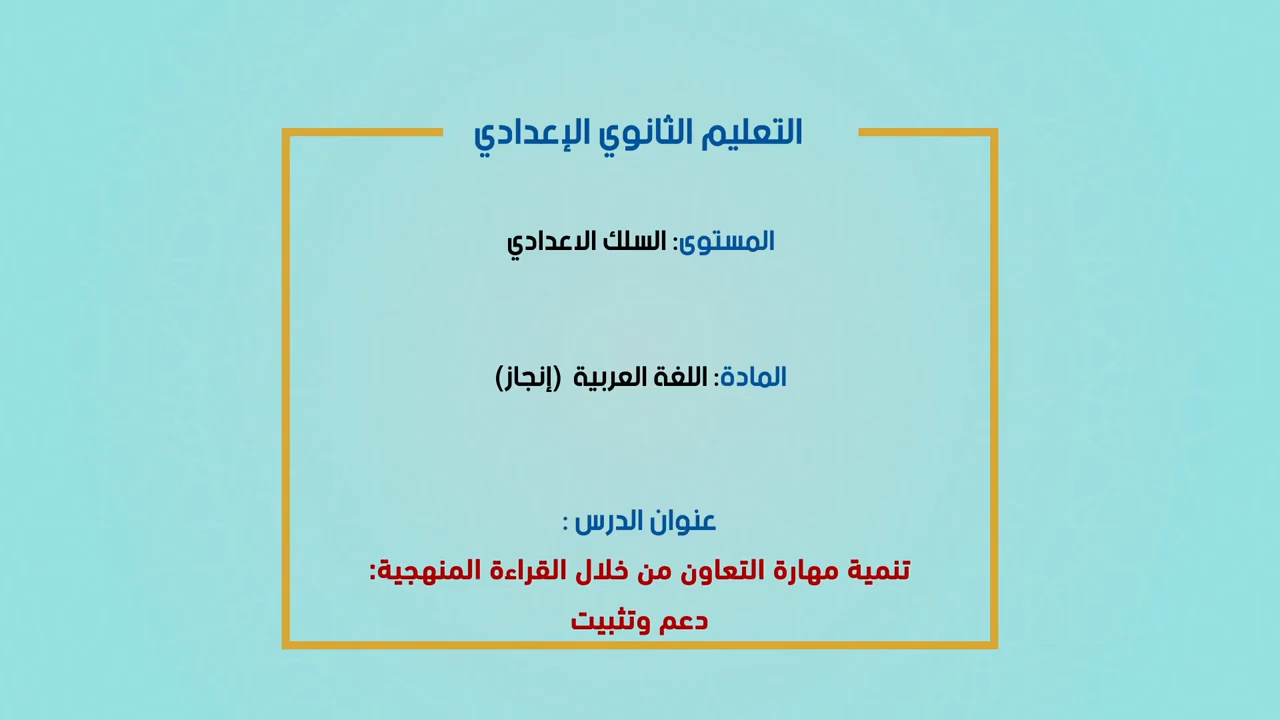 التعليم الثانوي الإعدادي
المستوى: السلك الاعدادي
المادة: اللغة العربية (إنجاز)
عنوان الدرس :
تنمية مهارة التعاون من خلال القراءة المنهجية:
دعم وتثبيت